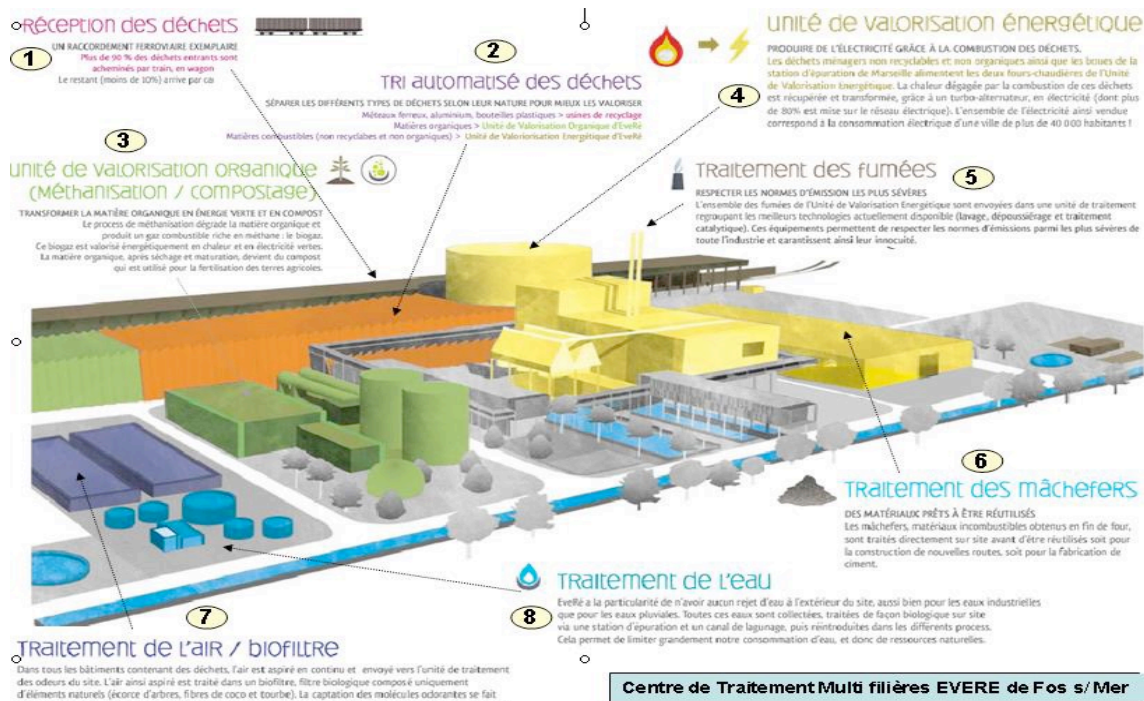 Réception des déchets
UN RACCORDEMENT FERROVIAIRE EXEMPLAIRE
Plus de 90 % des déchets entrants sont
acheminés par train, en wagon
Le restant (moins de 10%) arrive par ca
1
2
TRI automatisé des déchets
SÉPARER LES DIFFÉRENTS TYPES DE DÉCHETS SELON LEUR NATURE POUR MIEUX LES VALORISER
Méteaux ferreux, aluminium, bouteilles plastiques > usines de recyclage
Matières organiques > Unité de Valorisation Organique d'EveRé
Matières combustibles (non recyclabes et non organiques) > Unité de Valoriorisation Energétique d'EveRé
3
Unité de valorisation organique
(méthanisation / compostage)
TRANSFORMER LA MATIÈRE ORGANIQUE EN ÉNERGIE VERTE ET EN COMPOST
Le process de méthanisation dégrade la matière organique et
produit un gaz combustible riche en méthane : le biogaz.
Ce biogaz est valorisé énergétiquement en chaleur et en électricité vertes.
La matière organique, après séchage et maturation, devient du compost
qui est utilisé pour la fertilisation des terres agricoles.
Unité de valorisation énergétique
PRODUIRE DE L'ÉLECTRICITÉ GRÂCE À LA COMBUSTION DES DÉCHETS.
Les déchets ménagers non recyclables et non organiques ainsi que les boues de la
station d'épuration de Marseille alimentent les deux fours-chaudières de l'Unité
de Valorisation Energétique. La chaleur dégagée par la combustion de ces déchets
est récupérée et transformée, grâce à un turbo-alternateur, en électricité (dont plus
de 80% est mise sur le réseau électrique). L'ensemble de l'électricité ainsi vendue
correspond à la consommation électrique d'une ville de plus de 40 000 habitants !
4
Traitement des fumées
5
RESPECTER LES NORMES D'ÉMISSION LES PLUS SÉVÈRES
L'ensemble des fumées de l'Unité de Valorisation Energétique sont envoyées dans une unité de traitement
regroupant les meilleurs technologies actuellement disponible (lavage, dépoussiérage et traitement
catalytique). Ces équipements permettent de respecter les normes d'émissions parmi les plus sévères de
toute l'industrie et garantissent ainsi leur innocuité.
6
Traitement des mâchefers
DES MATÉRIAUX PRÊTS À ÊTRE RÉUTILISÉS
Les mâchefers, matériaux incombustibles obtenus en fin de four,
sont traités directement sur site avant d'être réutilisés soit pour
la construction de nouvelles routes, soit pour la fabrication de
ciment.
Traitement de l'eau
8
EveRé a la particularité de n'avoir aucun rejet d'eau à l'extérieur du site, aussi bien pour les eaux industrielles
que pour les eaux pluviales. Toutes ces eaux sont collectées, traitées de façon biologique sur site
via une station d'épuration et un canal de lagunage, puis réintroduites dans les différents process.
Cela permet de limiter grandement notre consommation d'eau, et donc de ressources naturelles.
7
Traitement de l'air / biofiltre
Dans tous les bâtiments contenant des déchets, l'air est aspiré en continu et envoyé vers l'unité de traitement
des odeurs du site. L'air ainsi aspiré est traité dans un biofiltre, filtre biologique composé uniquement
d'éléments naturels (écorce d'arbres, fibres de coco et tourbe). La captation des molécules odorantes se fait
Centre de Traitement Multi filières EVERE de Fos s/Mer